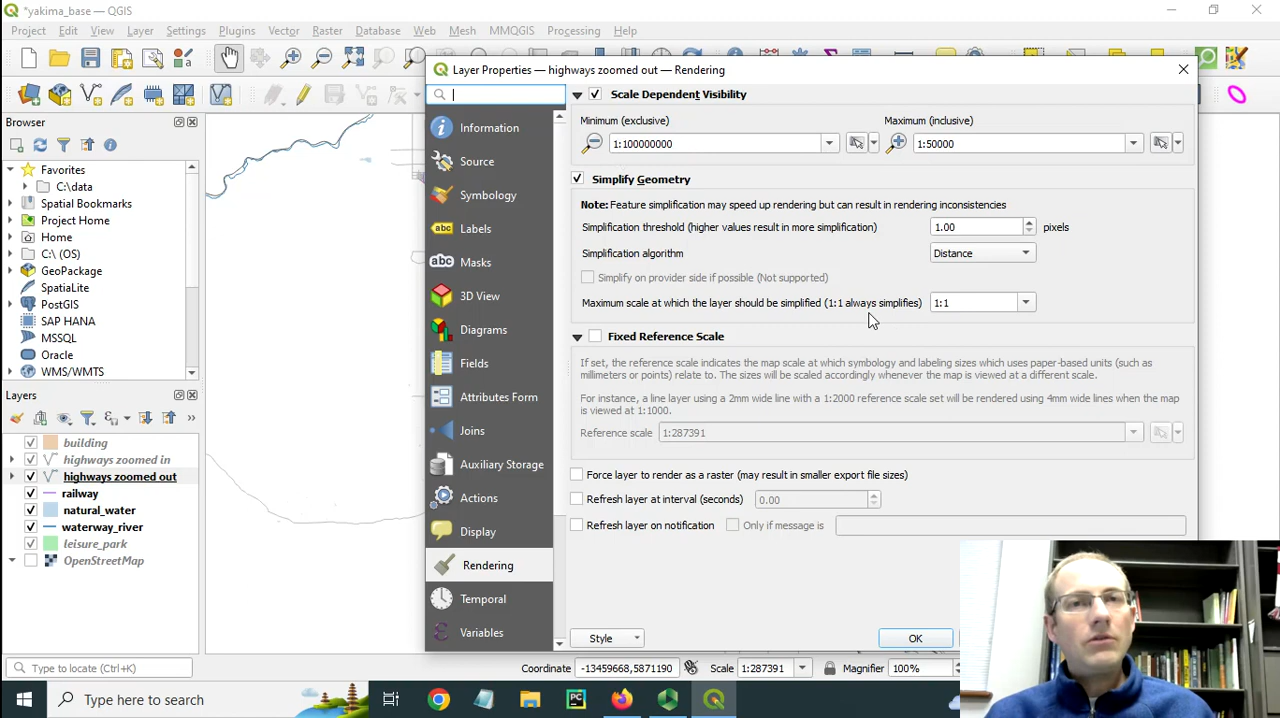 *yakima_base — QGIS
Project Edit View Layer Settings Plugins Vector Raster Database Web Mesh MMQGIS Processing Help
Layer Properties — highways zoomed out — Rendering
Browser
Favorites
C:\data
Spatial Bookmarks
Project Home
Home
C:\ (OS)
GeoPackage
SpatiaLite
PostGIS
SAP HANA
MSSQL
Oracle
WMS/WMTS
Layers
building
highways zoomed in
highways zoomed out
railway
natural_water
waterway_river
leisure_park
OpenStreetMap
Information
Source
Symbology
abc Labels
abc Masks
3D View
Diagrams
Fields
Attributes Form
Joins
Auxiliary Storage
Actions
Display
Rendering
Temporal
Variables
Scale Dependent Visibility
Minimum (exclusive) Maximum (inclusive)
1:100000000 1:50000
Simplify Geometry
Note: Feature simplification may speed up rendering but can result in rendering inconsistencies
Simplification threshold (higher values result in more simplification) 1.00 pixels
Simplification algorithm Distance
Simplify on provider side if possible (Not supported)
Maximum scale at which the layer should be simplified (1:1 always simplifies) 1:1
Fixed Reference Scale
If set, the reference scale indicates the map scale at which symbology and labeling sizes which uses paper-based units (such
as millimeters or points) relate to. The sizes will be scaled accordingly whenever the map is viewed at a different scale.
For instance, a line layer using a 2mm wide line with a 1:2000 reference scale set will be rendered using 4mm wide lines when the map
is viewed at 1:1000.
Reference scale 1:287391
Force layer to render as a raster (may result in smaller export file sizes)
Refresh layer at interval (seconds) 0.00
Refresh layer on notification Only if message is
Style OK
Type to locate (Ctrl+K) Coordinate -13459668,5871190 Scale 1:287391 Magnifier 100%
Type here to search PC